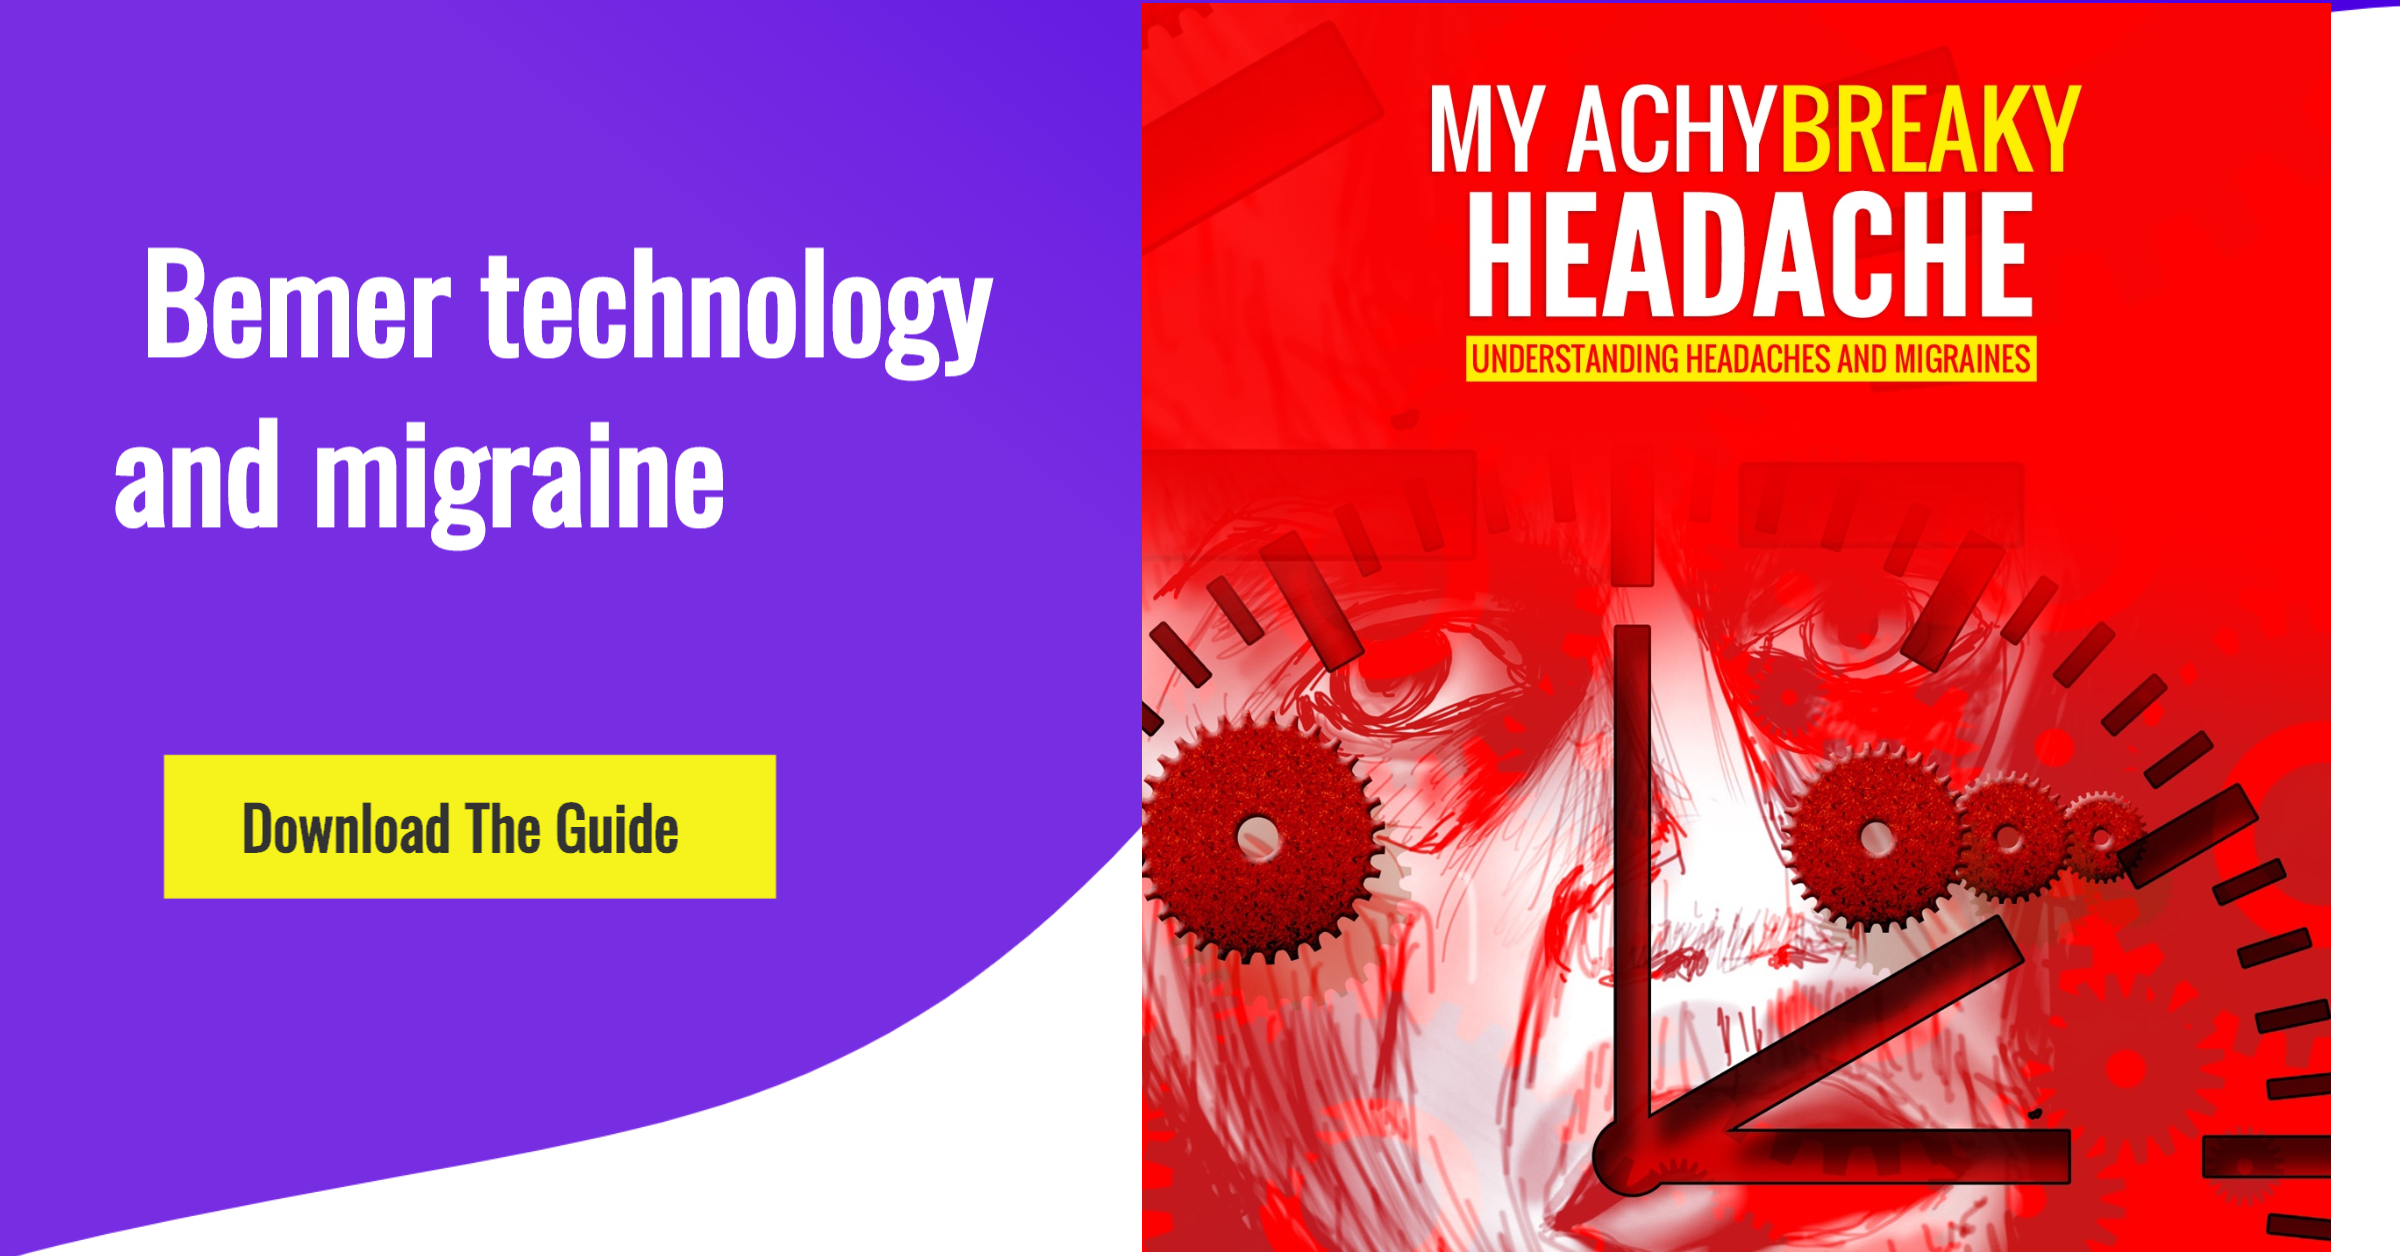 Bemer technology
and migraine
Download The Guide
MY ACHYBREAKY
HEADACHE
UNDERSTANDING HEADACHES AND MIGRAINES